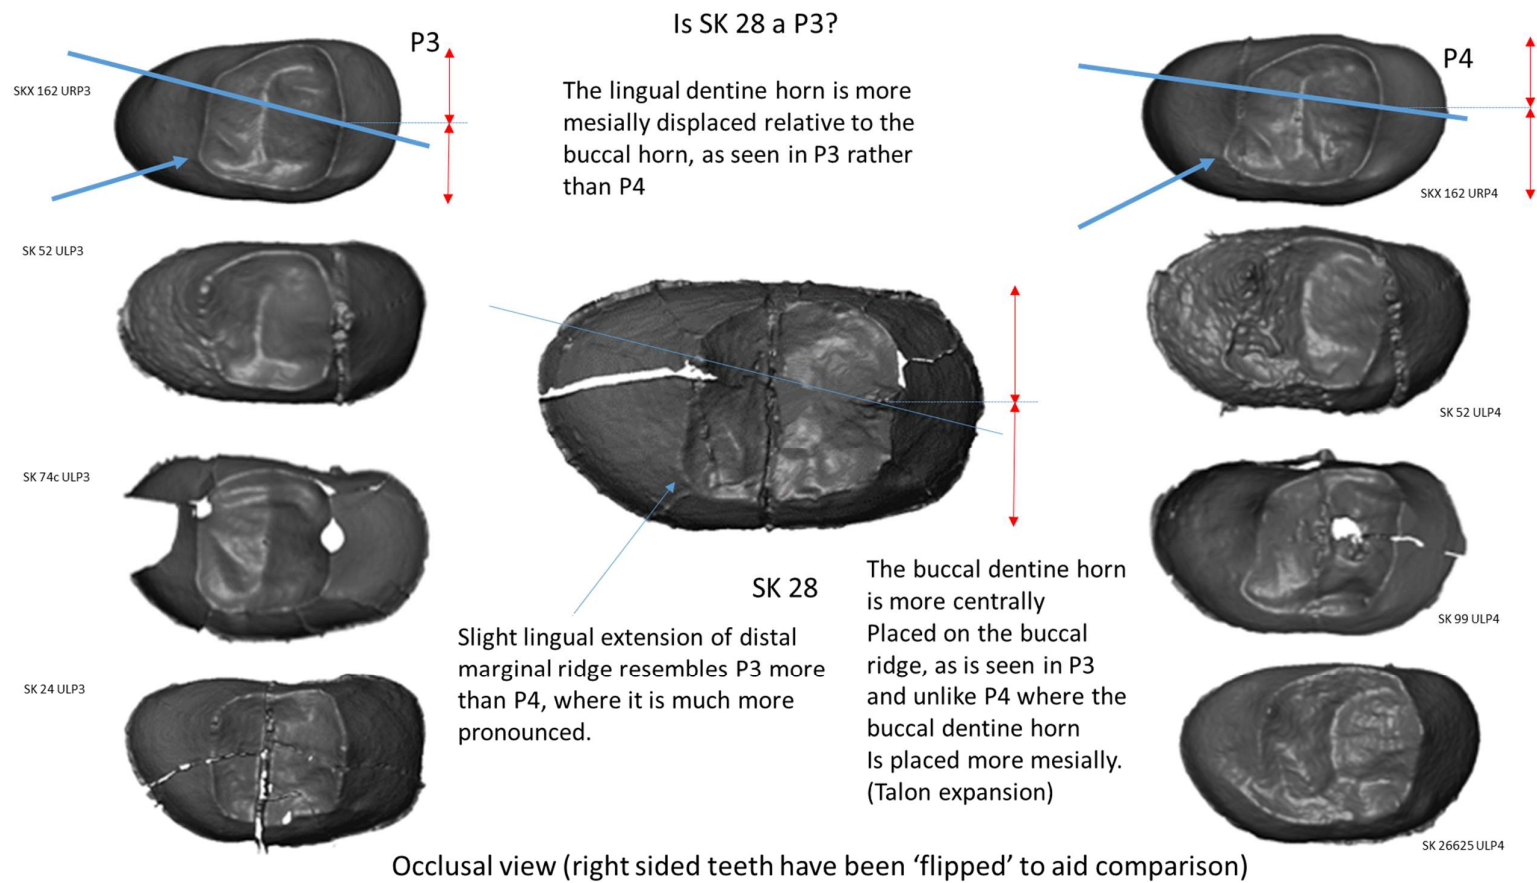 Is SK 28 a P3?
P3
SKX 162 URP3
The lingual dentine horn is more
mesially displaced relative to the
buccal horn, as seen in P3 rather
than P4
P4
SKX 162 URP4
SK 52 ULP3
SK 52 ULP4
SK 74c ULP3
SK 28
Slight lingual extension of distal
marginal ridge resembles P3 more
than P4, where it is much more
pronounced.
The buccal dentine horn
is more centrally
Placed on the buccal
ridge, as is seen in P3
and unlike P4 where the
buccal dentine horn
Is placed more mesially.
(Talon expansion)
SK 99 ULP4
SK 24 ULP3
SK 26625 ULP4
Occlusal view (right sided teeth have been ‘flipped’ to aid comparison)